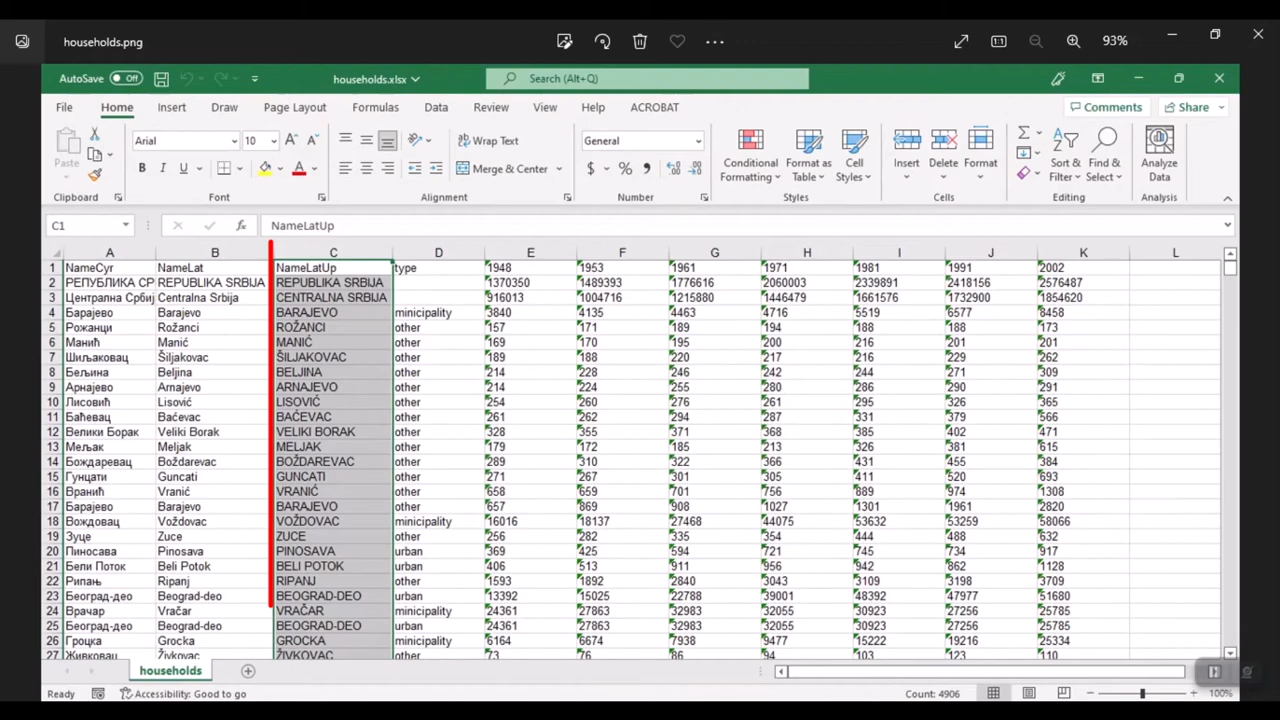 households.png
93%
AutoSave Off households.xlsx Search (Alt+Q)
File Home Insert Draw Page Layout Formulas Data Review View Help ACROBAT Comments Share
Paste Arial 10 Wrap Text General Conditional Formatting Format as Table Cell Styles Insert Delete Format Sort & Filter Find & Select Analyze Data
B I U A Merge & Center $ %
Clipboard Font Alignment Number Styles Cells Editing Analysis
C1 fx NameLatUp
A B C D E F G H I J K L
1 NameCyr NameLat NameLatUp type 1948 1953 1961 1971 1981 1991 2002
2 РЕПУБЛИКА СР REPUBLIKA SRBIJA REPUBLIKA SRBIJA 1370350 1489393 1776616 2060003 2339891 2418156 2576487
3 Централна Србиј Centralna Srbija CENTRALNA SRBIJA 916013 1004716 1215880 1446479 1661576 1732900 1854620
4 Барајево Barajevo BARAJEVO minicipality 3840 4135 4463 4716 5519 6577 8458
5 Рожанци Rožanci ROŽANCI other 157 171 189 194 188 188 173
6 Манић Manić MANIĆ other 169 170 195 200 216 201 201
7 Шиљаковац Šiljakovac ŠILJAKOVAC other 189 188 220 217 216 229 262
8 Бељина Beljina BELJINA other 214 228 246 242 244 271 309
9 Арнајево Arnajevo ARNAJEVO other 214 224 255 280 286 290 291
10 Лисовић Lisović LISOVIĆ other 254 260 276 261 295 326 365
11 Баћевац Baćevac BAĆEVAC other 261 262 294 287 331 379 566
12 Велики Борак Veliki Borak VELIKI BORAK other 328 355 371 368 385 402 471
13 Мељак Meljak MELJAK other 179 172 185 213 326 381 615
14 Бождаревац Boždarevac BOŽDAREVAC other 289 310 322 366 431 455 384
15 Гунцати Guncati GUNCATI other 271 267 301 305 411 520 693
16 Вранић Vranić VRANIĆ other 658 659 701 756 889 974 1308
17 Барајево Barajevo BARAJEVO other 657 869 908 1027 1301 1961 2820
18 Вождовац Voždovac VOŽDOVAC minicipality 16016 18137 27468 44075 53632 53259 58066
19 Зуце Zuce ZUCE other 256 282 335 354 444 488 632
20 Пиносава Pinosava PINOSAVA urban 369 425 594 721 745 734 917
21 Бели Поток Beli Potok BELI POTOK urban 406 513 911 956 942 862 1128
22 Рипањ Ripanj RIPANJ other 1593 1892 2840 3043 3109 3198 3709
23 Београд-део Beograd-deo BEOGRAD-DEO urban 13392 15025 22788 39001 48392 47977 51680
24 Врачар Vračar VRAČAR minicipality 24361 27863 32983 32055 30923 27256 25785
25 Београд-део Beograd-deo BEOGRAD-DEO urban 24361 27863 32983 32055 30923 27256 25785
26 Гроцка Grocka GROCKA minicipality 6164 6674 7938 9477 15222 19216 25334
27 Живковац Živkovac ŽIVKOVAC other 73 76 86 94 103 123 110
households
Ready Accessibility: Good to go Count: 4906 100%